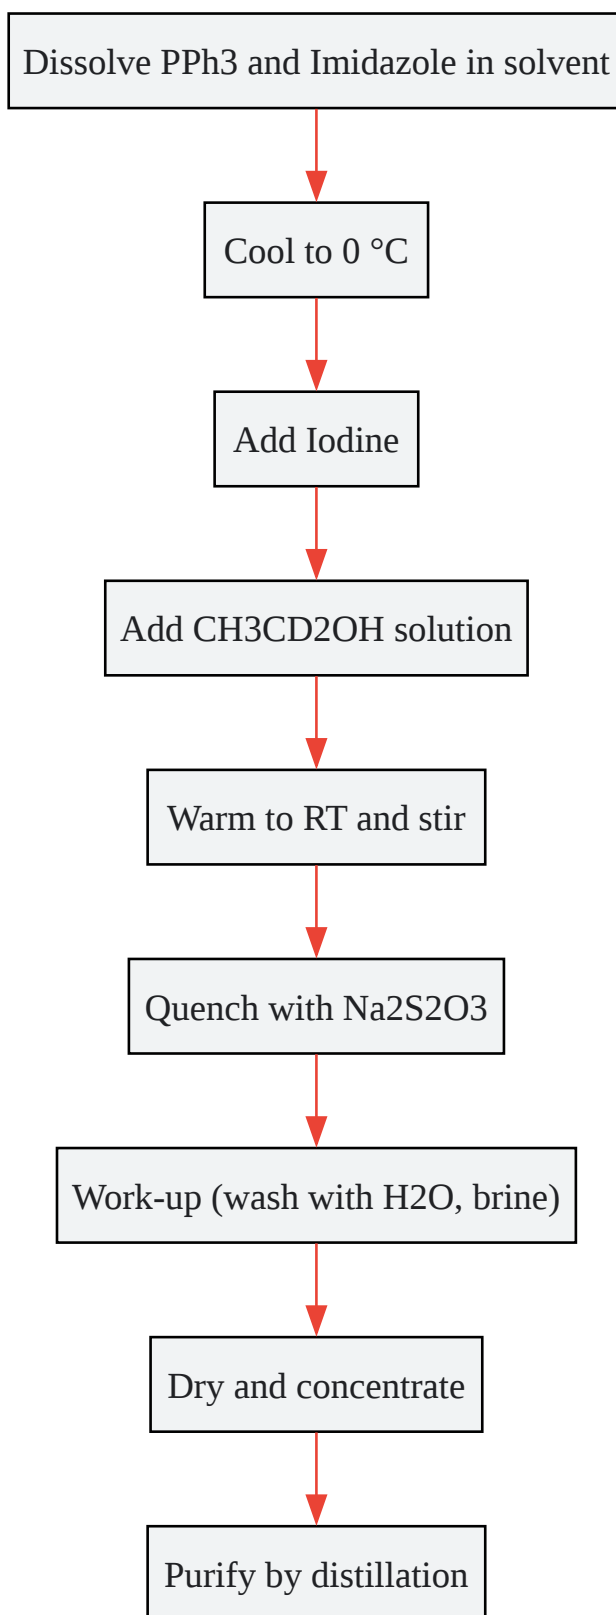 Dissolve PPh3 and Imidazole in solvent
Cool to 0 °C
Add Iodine
Add CH3CD2OH solution
Warm to RT and stir
Quench with Na2S2O3
Work-up (wash with H2O, brine)
Dry and concentrate
Purify by distillation